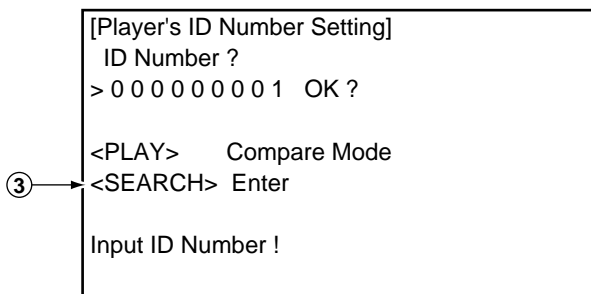 [Player's ID Number Setting]
ID Number ?
> 0 0 0 0 0 0 0 0 1 OK ?
<PLAY> Compare Mode
③ <SEARCH> Enter
Input ID Number !